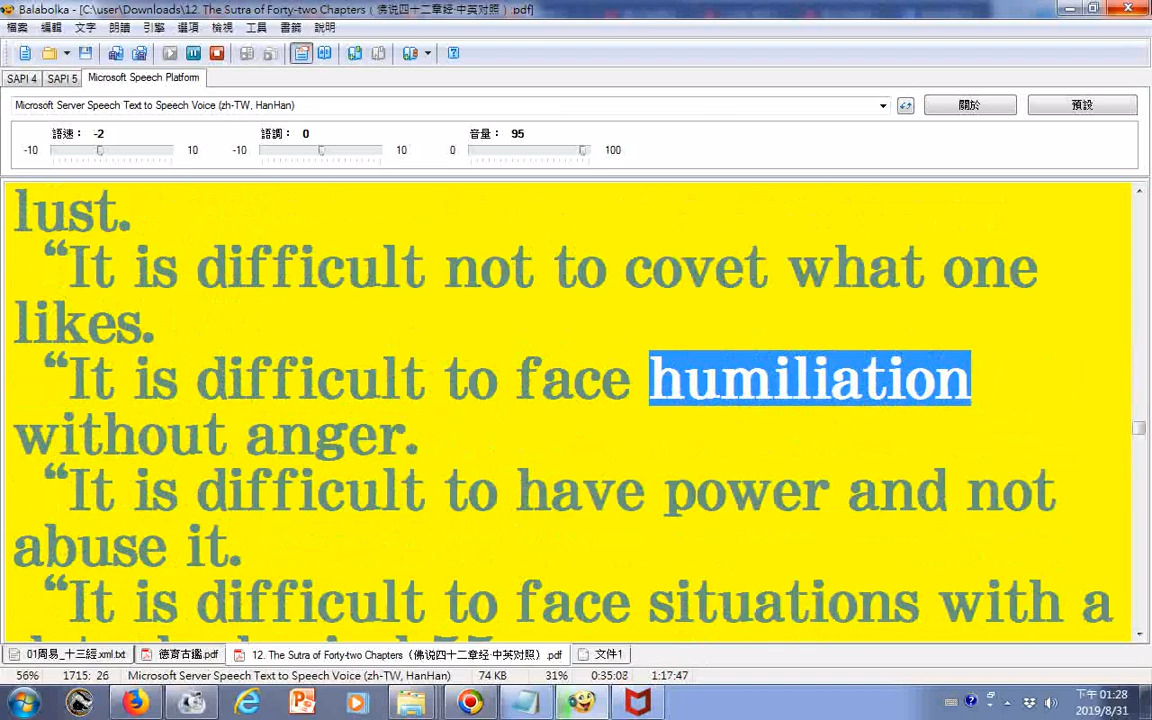 Balabolka - [C:\user\Downloads\12. The Sutra of Forty-two Chapters（佛说四十二章经·中英对照）.pdf]
檔案 編輯 文字 朗讀 引擎 選項 檢視 工具 書籤 說明
SAPI 4 SAPI 5 Microsoft Speech Platform
Microsoft Server Speech Text to Speech Voice (zh-TW, HanHan) 關於 預設
語速： -2 語調： 0 音量： 95
-10 10 -10 10 0 100
lust.
“It is difficult not to covet what one
likes.
“It is difficult to face humiliation
without anger.
“It is difficult to have power and not
abuse it.
“It is difficult to face situations with a
01周易_十三經.xml.txt 德育古鑑.pdf 12. The Sutra of Forty-two Chapters（佛说四十二章经·中英对照）.pdf 文件1
56% 1715: 26 Microsoft Server Speech Text to Speech Voice (zh-TW, HanHan) 74 KB 31% 0:35:08 1:17:47
下午 01:28
2019/8/31